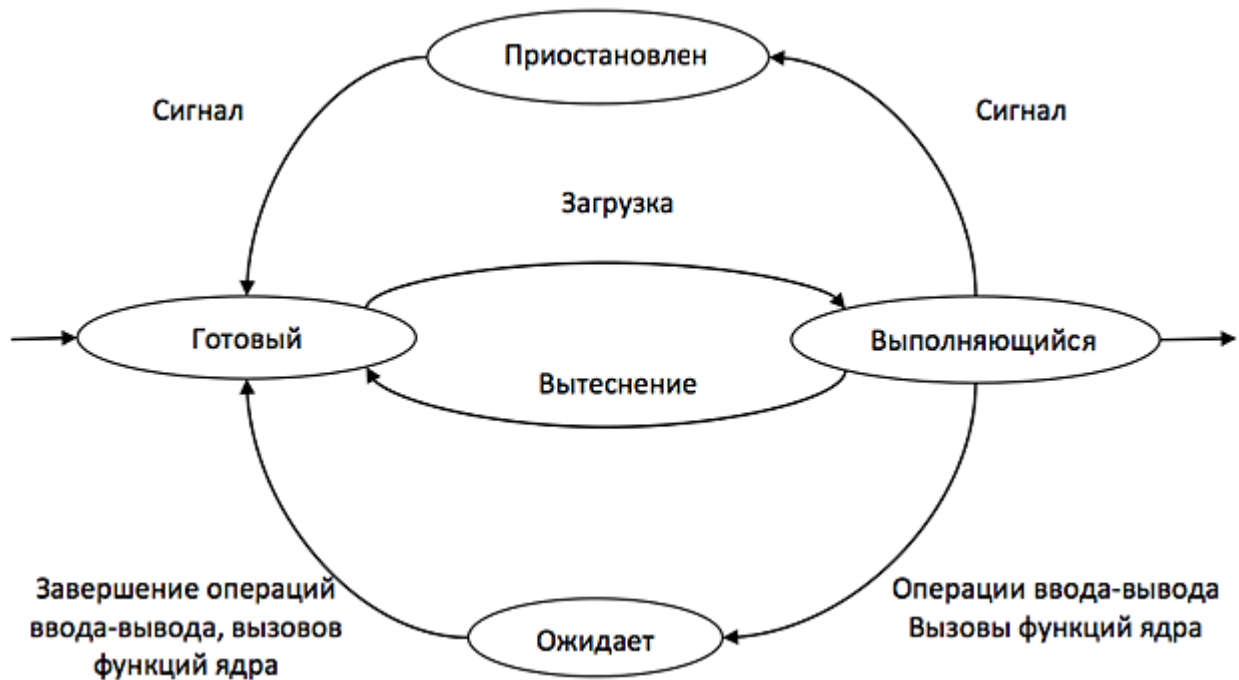 Приостановлен
Сигнал
Сигнал
Загрузка
Готовый
Выполняющийся
Вытеснение
Завершение операций
ввода-вывода, вызовов
функций ядра
Операции ввода-вывода
Вызовы функций ядра
Ожидает